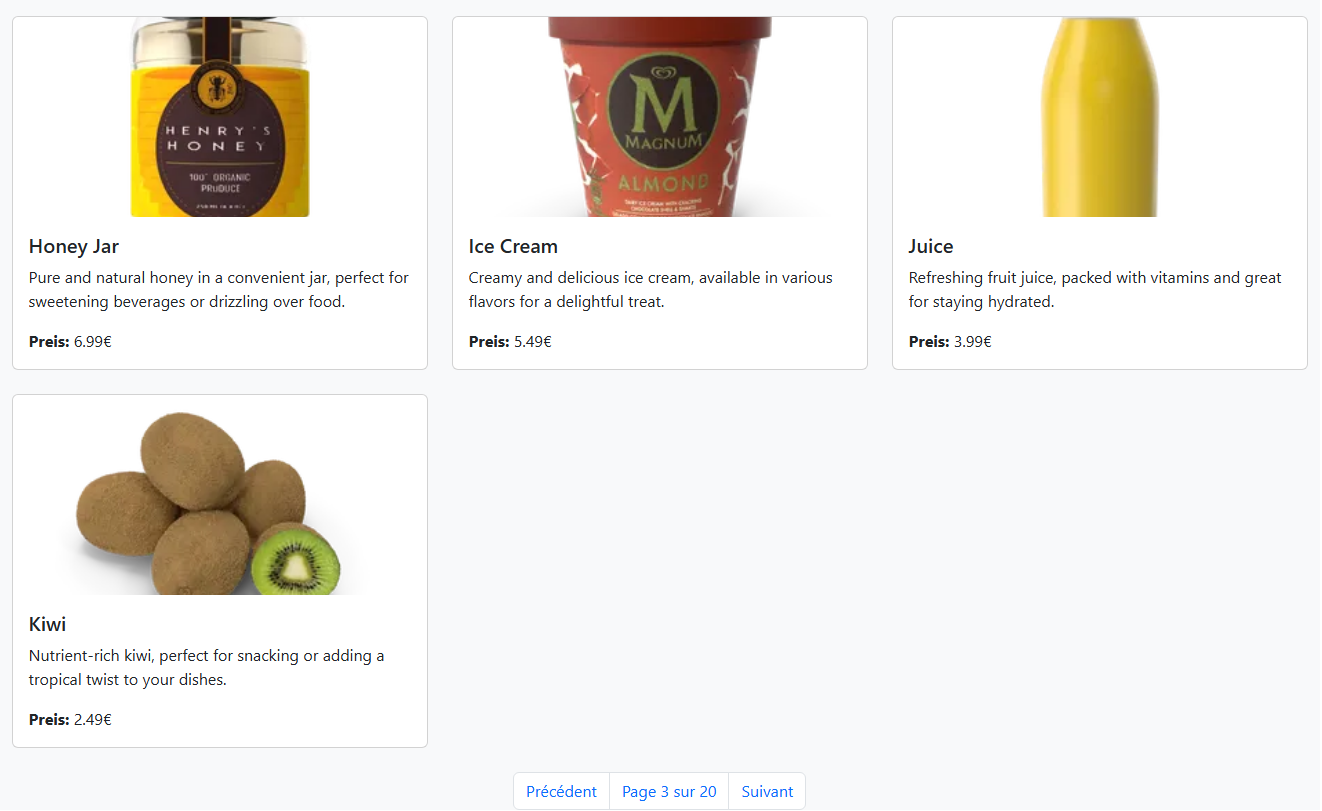 HENRY'S
HONEY
100% ORGANIC
PRODUCE
M
MAGNUM
ALMOND
Honey Jar
Pure and natural honey in a convenient jar, perfect for
sweetening beverages or drizzling over food.
Preis: 6.99€
Ice Cream
Creamy and delicious ice cream, available in various
flavors for a delightful treat.
Preis: 5.49€
Juice
Refreshing fruit juice, packed with vitamins and great
for staying hydrated.
Preis: 3.99€
Kiwi
Nutrient-rich kiwi, perfect for snacking or adding a
tropical twist to your dishes.
Preis: 2.49€
Précédent
Page 3 sur 20
Suivant